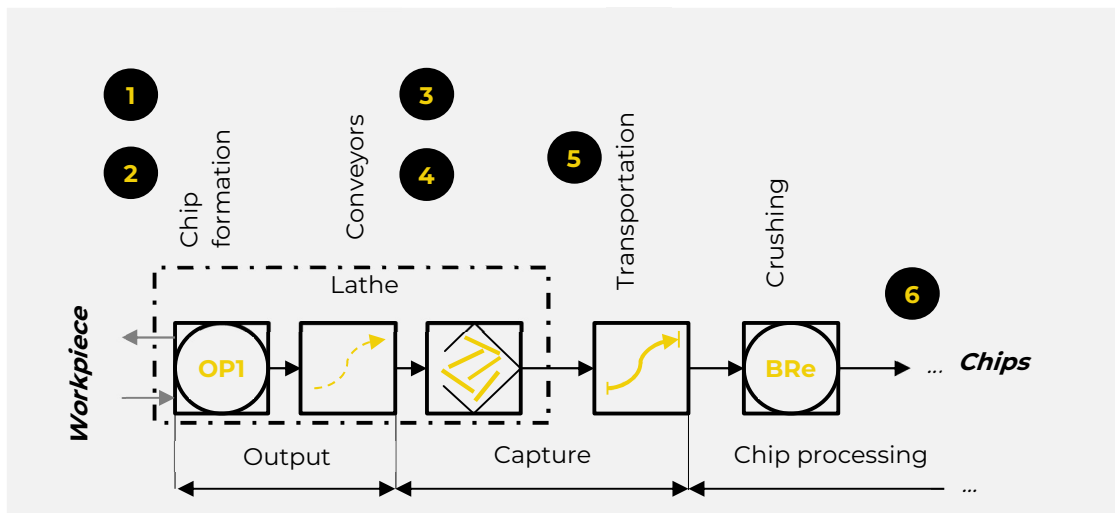 1
2
3
4
5
6
Chip
formation
Conveyors
Transportation
Crushing
Lathe
Workpiece
OP1
BRe
... Chips
Output
Capture
Chip processing
...